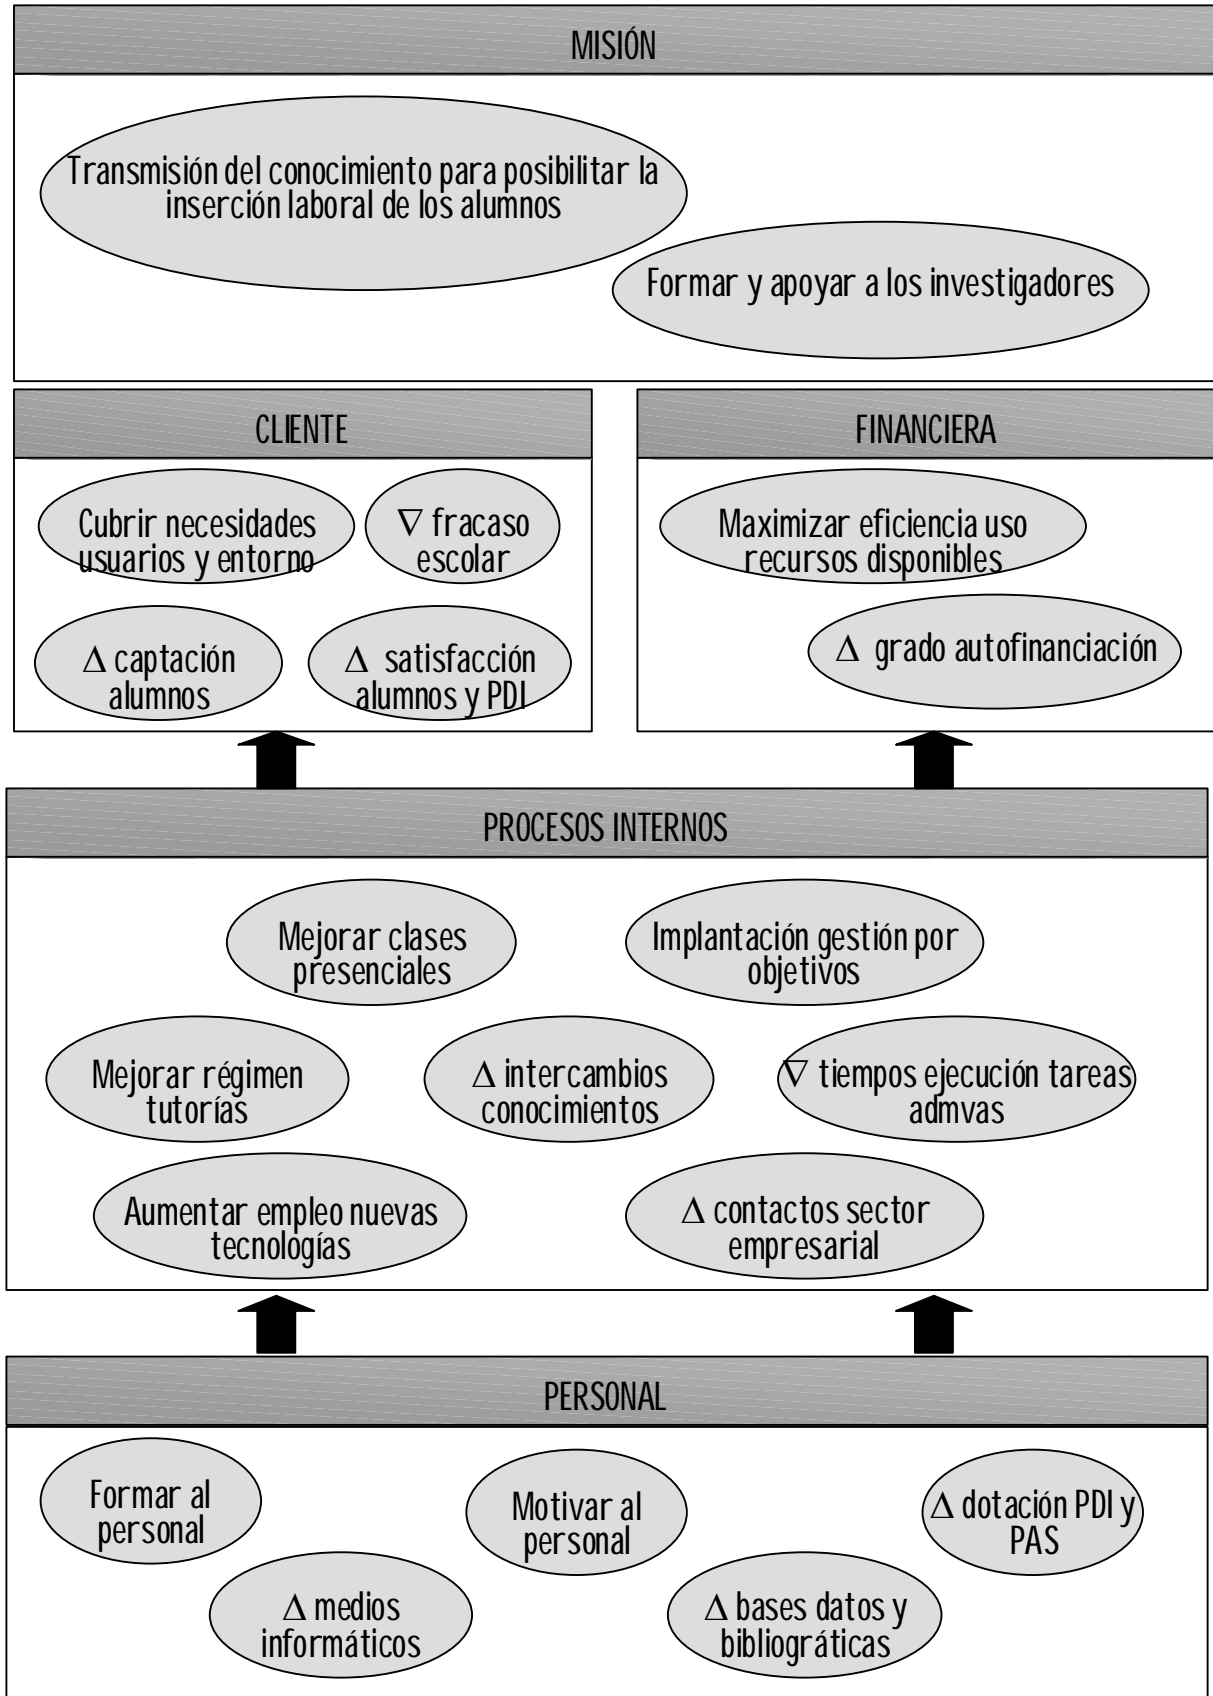 MISIÓN
Transmisión del conocimiento para posibilitar la
inserción laboral de los alumnos
Formar y apoyar a los investigadores
CLIENTE
Cubrir necesidades
usuarios y entorno
∇ fracaso
escolar
Δ captación
alumnos
Δ satisfacción
alumnos y PDI
FINANCIERA
Maximizar eficiencia uso
recursos disponibles
Δ grado autofinanciación
PROCESOS INTERNOS
Mejorar clases
presenciales
Implantación gestión por
objetivos
Mejorar régimen
tutorías
Δ intercambios
conocimientos
∇ tiempos ejecución tareas
admvas
Aumentar empleo nuevas
tecnologías
Δ contactos sector
empresarial
PERSONAL
Formar al
personal
Motivar al
personal
Δ dotación PDI y
PAS
Δ medios
informáticos
Δ bases datos y
bibliográticas